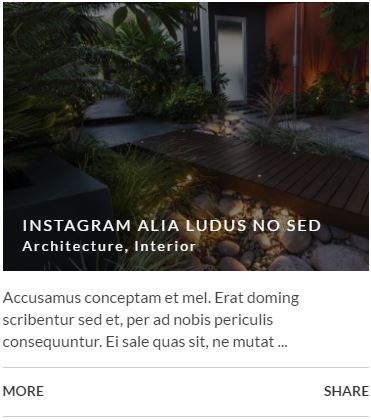 INSTAGRAM ALIA LUDUS NO SED
Architecture, Interior
Accusamus conceptam et mel. Erat doming
scribentur sed et, per ad nobis periculis
consequuntur. Ei sale quas sit, ne mutat ...
MORE
SHARE